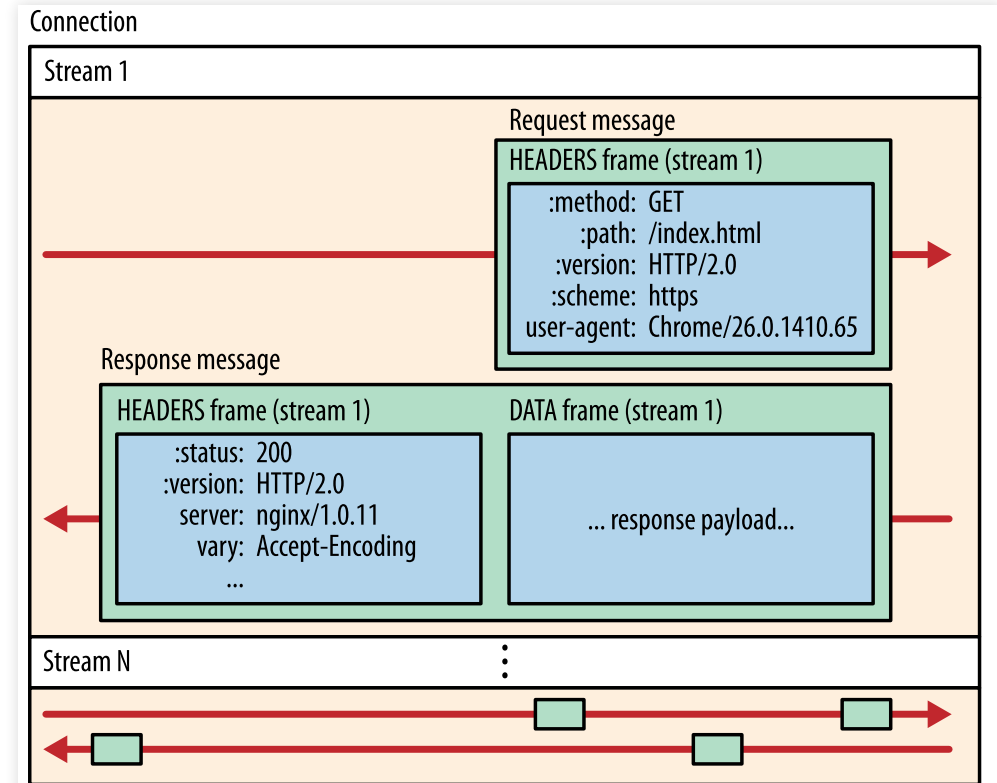 Connection
Stream 1
Request message
HEADERS frame (stream 1)
:method: GET
:path: /index.html
:version: HTTP/2.0
:scheme: https
user-agent: Chrome/26.0.1410.65
Response message
HEADERS frame (stream 1)
:status: 200
:version: HTTP/2.0
server: nginx/1.0.11
vary: Accept-Encoding
...
DATA frame (stream 1)
... response payload...
Stream N